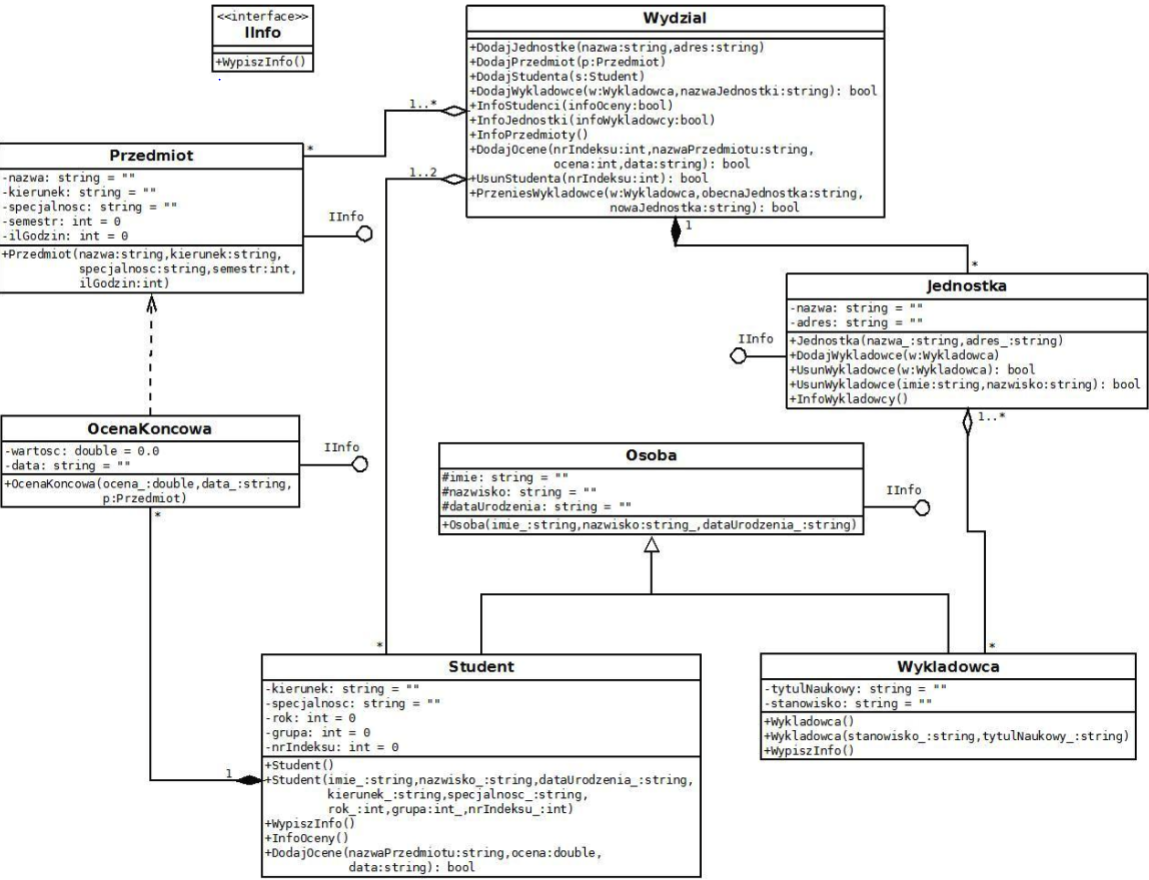 <<interface>>
IInfo
+WypiszInfo()
Wydzial
+DodajJednostke(nazwa:string,adres:string)
+DodajPrzedmiot(p:Przedmiot)
+DodajStudenta(s:Student)
+DodajWykladowce(w:Wykladowca,nazwaJednostki:string): bool
+InfoStudenci(infoOceny:bool)
+InfoJednostki(infoWykladowcy:bool)
+InfoPrzedmioty()
+DodajOcene(nrIndeksu:int,nazwaPrzedmiotu:string,
ocena:int,data:string): bool
+UsunStudenta(nrIndeksu:int): bool
+PrzeniesWykladowce(w:Wykladowca,obecnaJednostka:string,
nowaJednostka:string): bool
1..*
*
1..2
*
1
*
Przedmiot
-nazwa: string = ""
-kierunek: string = ""
-specjalnosc: string = ""
-semestr: int = 0
-ilGodzin: int = 0
+Przedmiot(nazwa:string,kierunek:string,
specjalnosc:string,semestr:int,
ilGodzin:int)
IInfo
Jednostka
-nazwa: string = ""
-adres: string = ""
+Jednostka(nazwa_:string,adres_:string)
+DodajWykladowce(w:Wykladowca)
+UsunWykladowce(w:Wykladowca): bool
+UsunWykladowce(imie:string,nazwisko:string): bool
+InfoWykladowcy()
IInfo
1..*
*
OcenaKoncowa
-wartosc: double = 0.0
-data: string = ""
+OcenaKoncowa(ocena_:double,data_:string,
p:Przedmiot)
IInfo
*
1
Osoba
#imie: string = ""
#nazwisko: string = ""
#dataUrodzenia: string = ""
+Osoba(imie_:string,nazwisko:string_,dataUrodzenia_:string)
IInfo
Student
-kierunek: string = ""
-specjalnosc: string = ""
-rok: int = 0
-grupa: int = 0
-nrIndeksu: int = 0
+Student()
+Student(imie_:string,nazwisko_:string,dataUrodzenia_:string,
kierunek_:string,specjalnosc_:string,
rok_:int,grupa:int_,nrIndeksu_:int)
+WypiszInfo()
+InfoOceny()
+DodajOcene(nazwaPrzedmiotu:string,ocena:double,
data:string): bool
Wykladowca
-tytulNaukowy: string = ""
-stanowisko: string = ""
+Wykladowca()
+Wykladowca(stanowisko_:string,tytulNaukowy_:string)
+WypiszInfo()